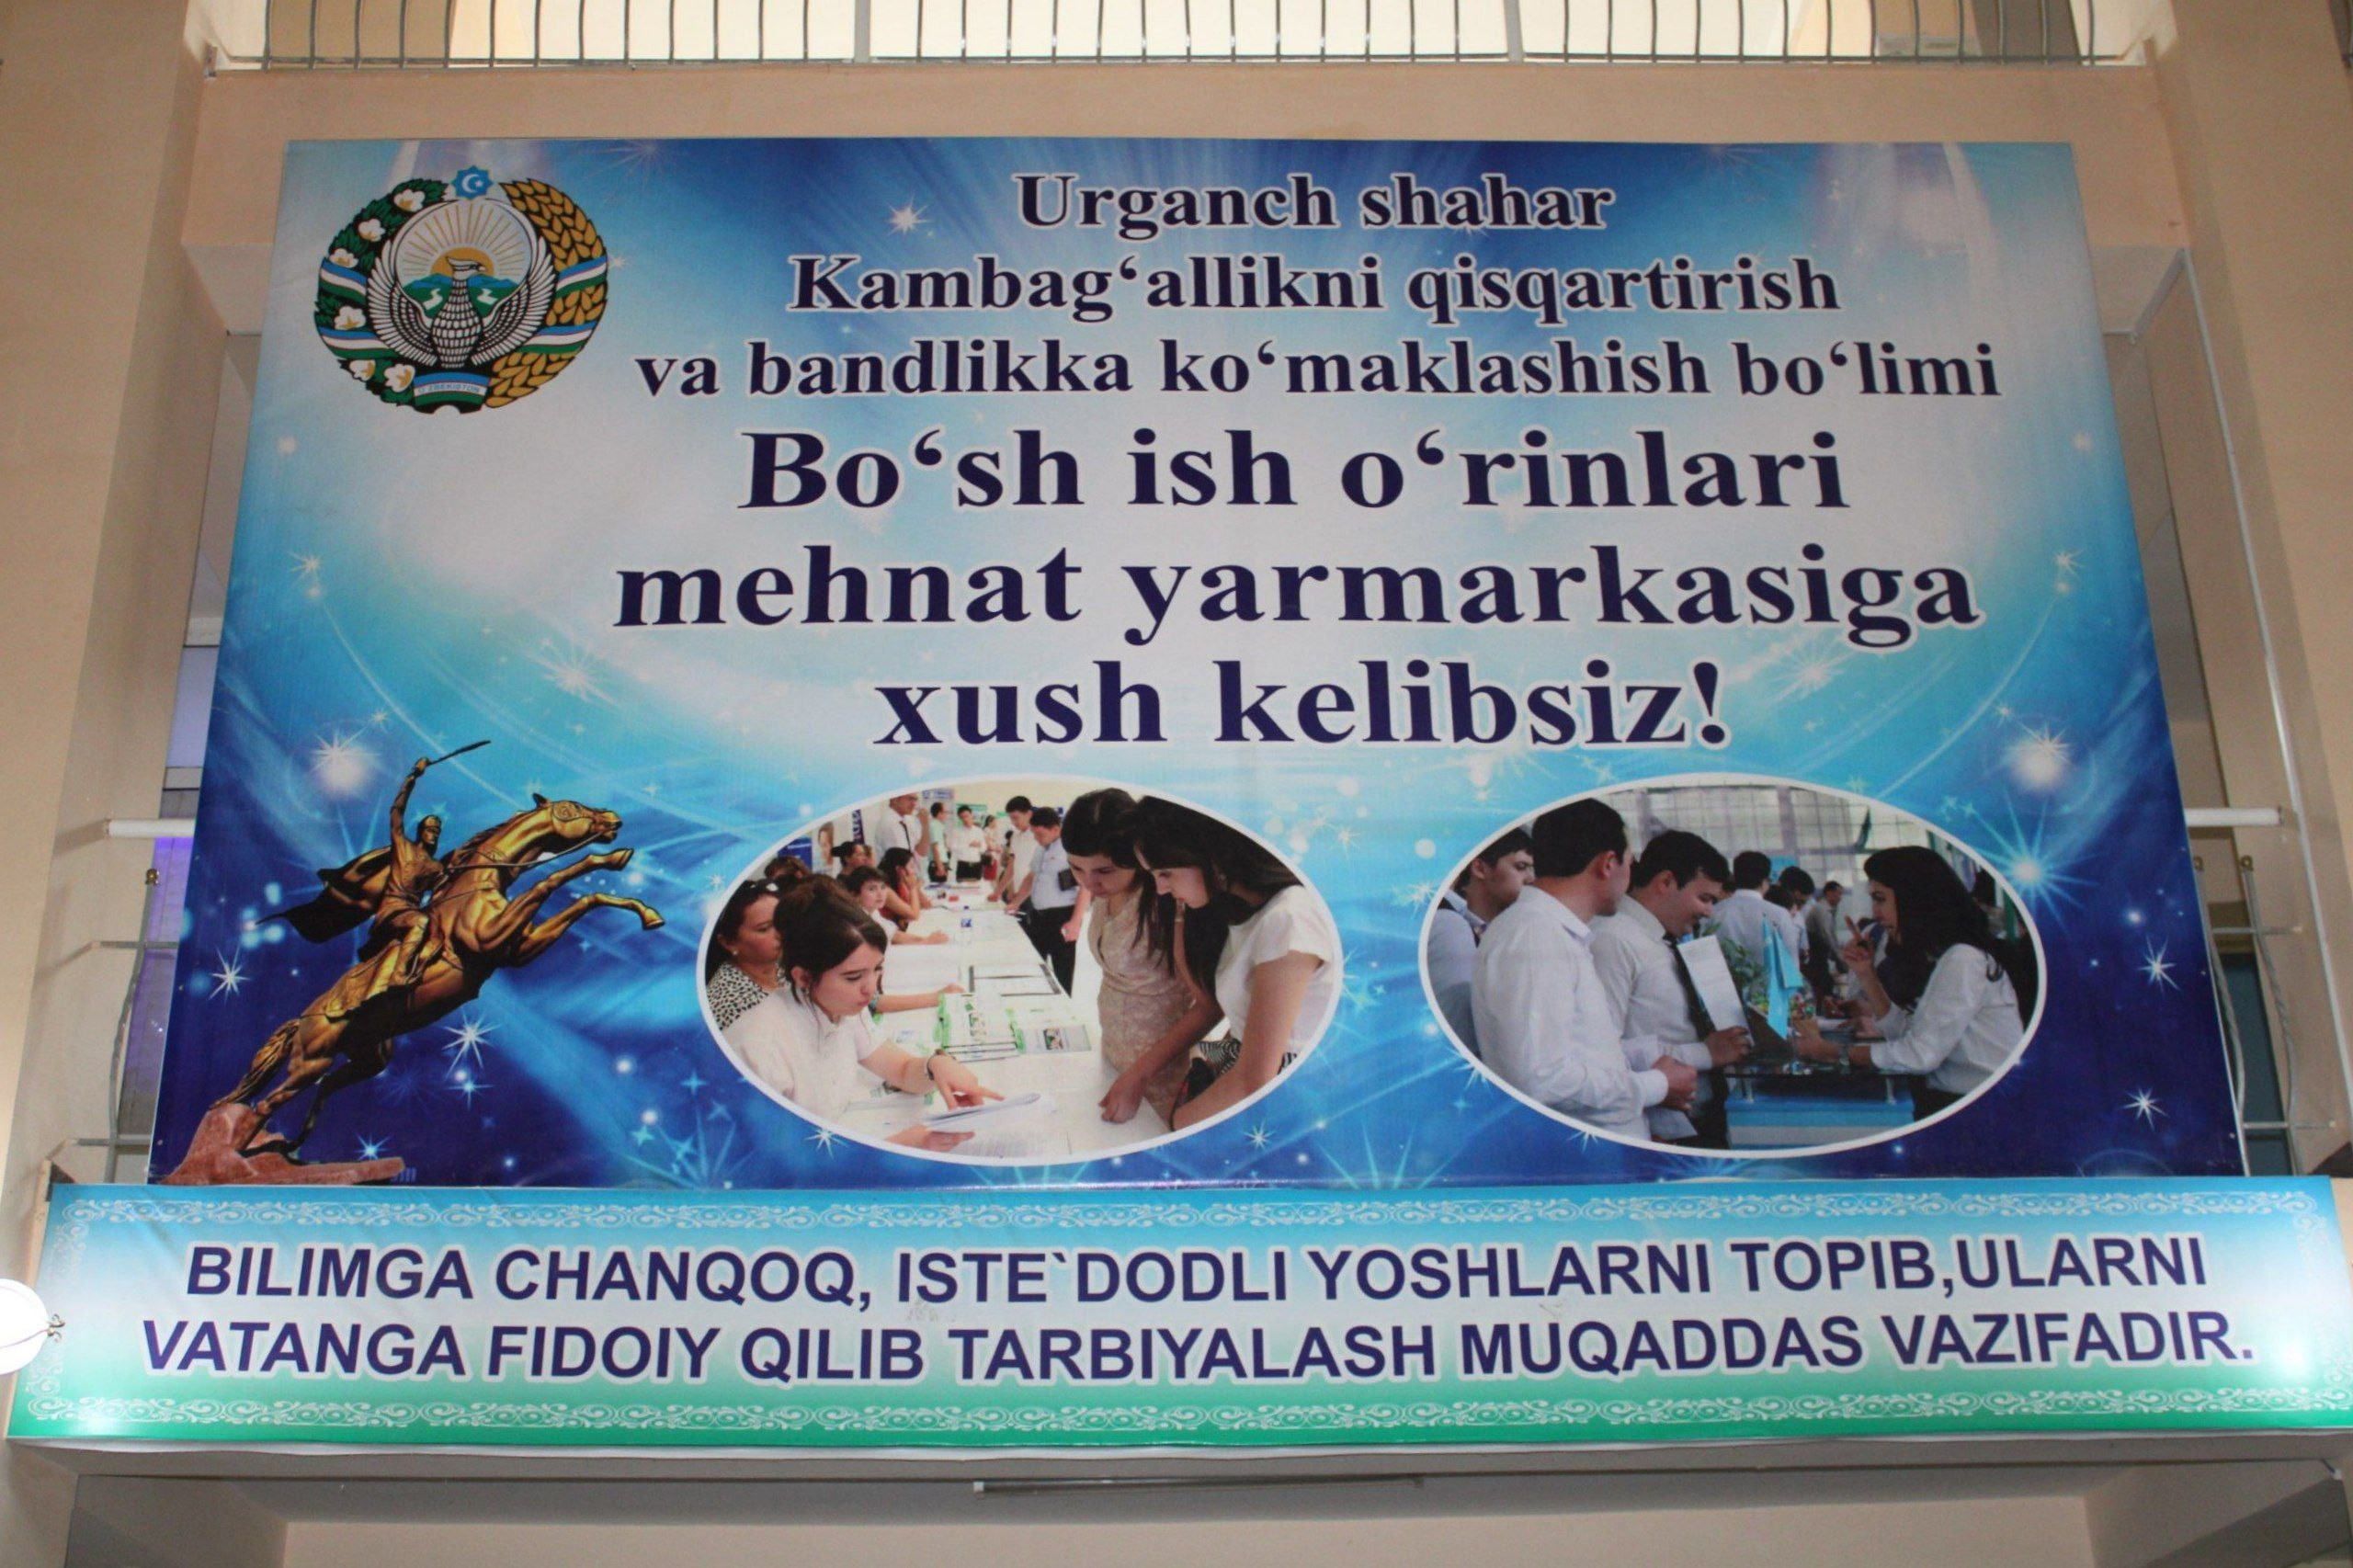 Urganch shahar
Kambag‘allikni qisqartirish
va bandlikka ko‘maklashish bo‘limi
Bo‘sh ish o‘rinlari
mehnat yarmarkasiga
xush kelibsiz!
BILIMGA CHANQOQ, ISTE`DODLI YOSHLARNI TOPIB,ULARNI
VATANGA FIDOIY QILIB TARBIYALASH MUQADDAS VAZIFADIR.